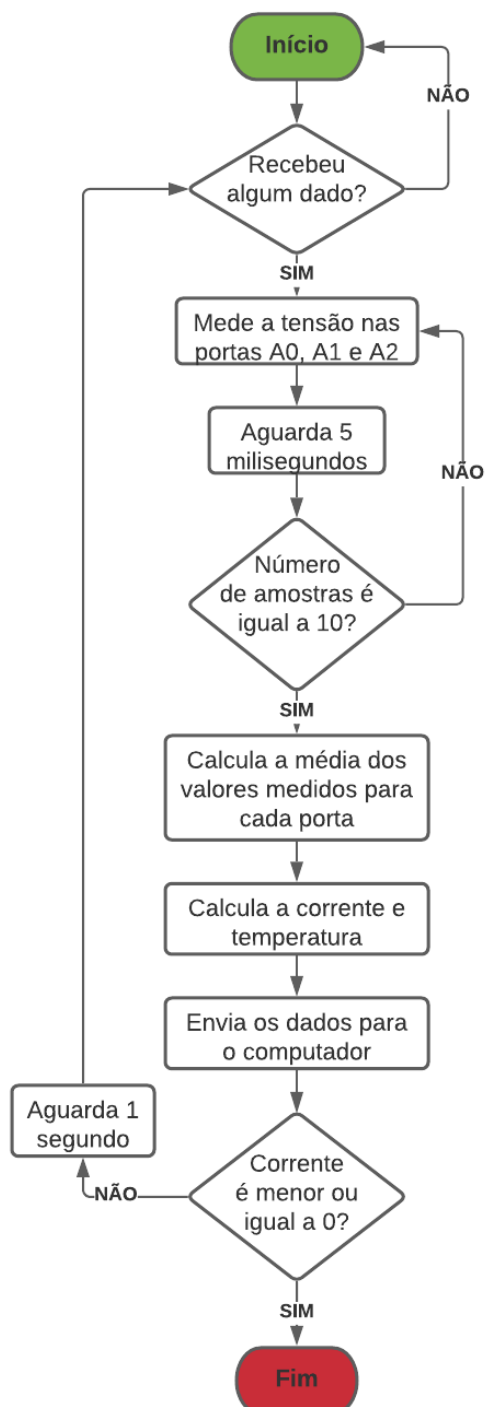 Início
NÃO
Recebeu
algum dado?
SIM
Mede a tensão nas
portas A0, A1 e A2
Aguarda 5
milisegundos
NÃO
Número
de amostras é
igual a 10?
SIM
Calcula a média dos
valores medidos para
cada porta
Calcula a corrente e
temperatura
Envia os dados para
o computador
Aguarda 1
segundo
Corrente
é menor ou
igual a 0?
NÃO
SIM
Fim